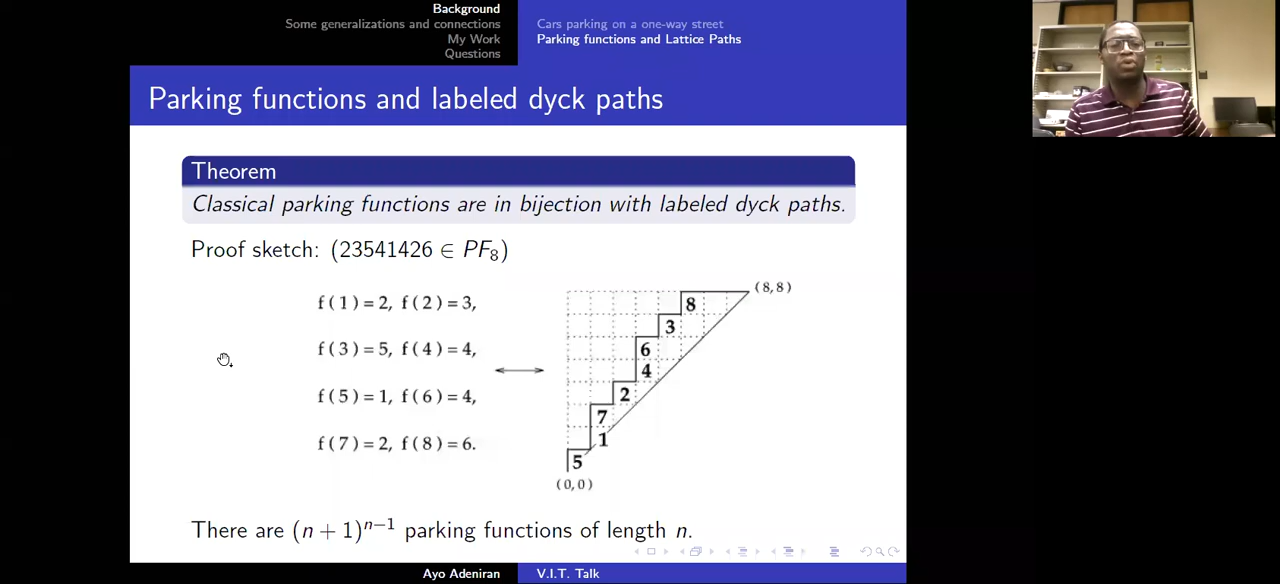 Background
Some generalizations and connections
My Work
Questions
Cars parking on a one-way street
Parking functions and Lattice Paths
Parking functions and labeled dyck paths
Theorem
Classical parking functions are in bijection with labeled dyck paths.
Proof sketch: (23541426 ∈ PF₈)
f(1) = 2, f(2) = 3,
f(3) = 5, f(4) = 4,
f(5) = 1, f(6) = 4,
f(7) = 2, f(8) = 6.
(8,8)
8
3
6
4
2
7
1
5
(0,0)
There are (n + 1)ⁿ⁻¹ parking functions of length n.
Ayo Adeniran
V.I.T. Talk